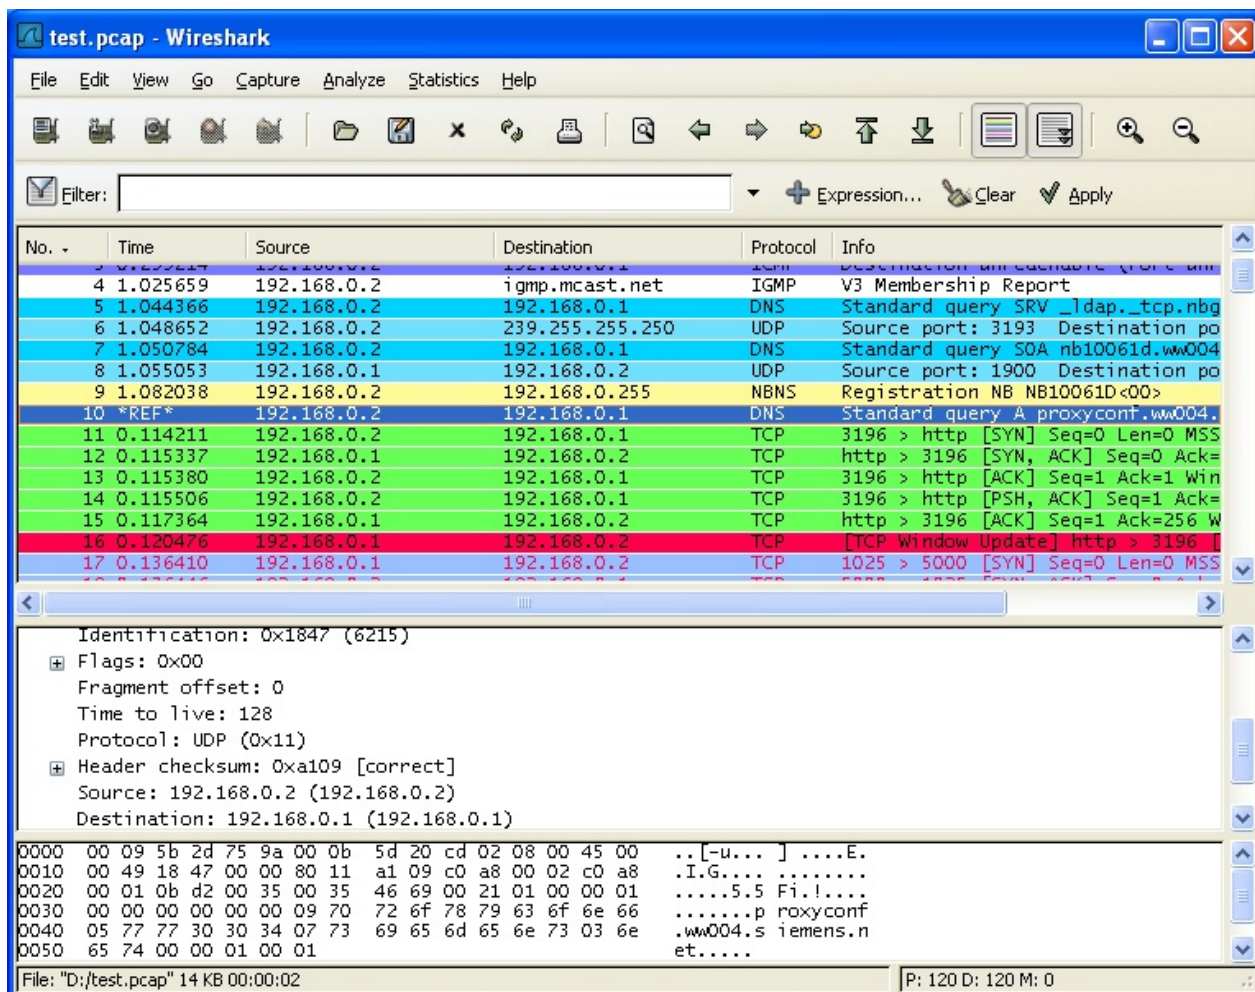 test.pcap - Wireshark
File Edit View Go Capture Analyze Statistics Help
Filter: Expression... Clear Apply
No. Time Source Destination Protocol Info
4 1.025659 192.168.0.2 igmp.mcast.net IGMP V3 Membership Report
5 1.044366 192.168.0.2 192.168.0.1 DNS Standard query SRV _ldap._tcp.nbg
6 1.048652 192.168.0.2 239.255.255.250 UDP Source port: 3193 Destination po
7 1.050784 192.168.0.2 192.168.0.1 DNS Standard query SOA nb10061d.ww004
8 1.055053 192.168.0.1 192.168.0.2 UDP Source port: 1900 Destination po
9 1.082038 192.168.0.2 192.168.0.255 NBNS Registration NB NB10061D<00>
10 *REF* 192.168.0.2 192.168.0.1 DNS Standard query A proxyconf.ww004.
11 0.114211 192.168.0.2 192.168.0.1 TCP 3196 > http [SYN] Seq=0 Len=0 MSS
12 0.115337 192.168.0.1 192.168.0.2 TCP http > 3196 [SYN, ACK] Seq=0 Ack=
13 0.115380 192.168.0.2 192.168.0.1 TCP 3196 > http [ACK] Seq=1 Ack=1 Win
14 0.115506 192.168.0.2 192.168.0.1 TCP 3196 > http [PSH, ACK] Seq=1 Ack=
15 0.117364 192.168.0.1 192.168.0.2 TCP http > 3196 [ACK] Seq=1 Ack=256 W
16 0.120476 192.168.0.1 192.168.0.2 TCP [TCP Window Update] http > 3196 [
17 0.136410 192.168.0.1 192.168.0.2 TCP 1025 > 5000 [SYN] Seq=0 Len=0 MSS
Identification: 0x1847 (6215)
Flags: 0x00
Fragment offset: 0
Time to live: 128
Protocol: UDP (0x11)
Header checksum: 0xa109 [correct]
Source: 192.168.0.2 (192.168.0.2)
Destination: 192.168.0.1 (192.168.0.1)
0000 00 09 5b 2d 75 9a 00 0b 5d 20 cd 02 08 00 45 00 ..[-u... ] ....E.
0010 00 49 18 47 00 00 80 11 a1 09 c0 a8 00 02 c0 a8 .I.G.... ........
0020 00 01 0b d2 00 35 00 35 46 69 00 21 01 00 00 01 .....5.5 Fi.!....
0030 00 00 00 00 00 00 09 70 72 6f 78 79 63 6f 6e 66 .......p roxyconf
0040 05 77 77 30 30 34 07 73 69 65 6d 65 6e 73 03 6e .ww004.s iemens.n
0050 65 74 00 00 01 00 01 et.....
File: "D:/test.pcap" 14 KB 00:00:02 P: 120 D: 120 M: 0